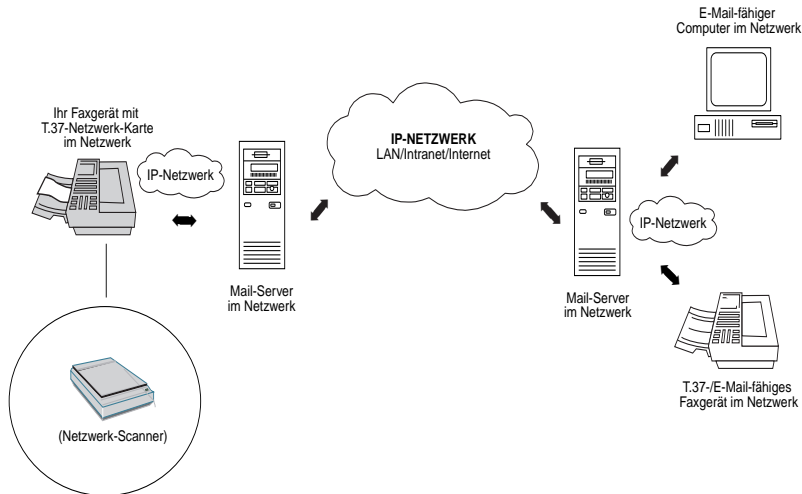 E-Mail-fähiger
Computer im Netzwerk
Ihr Faxgerät mit
T.37-Netzwerk-Karte
im Netzwerk
IP-Netzwerk
IP-NETZWERK
LAN/Intranet/Internet
IP-Netzwerk
Mail-Server
im Netzwerk
Mail-Server
im Netzwerk
T.37-/E-Mail-fähiges
Faxgerät im Netzwerk
(Netzwerk-Scanner)